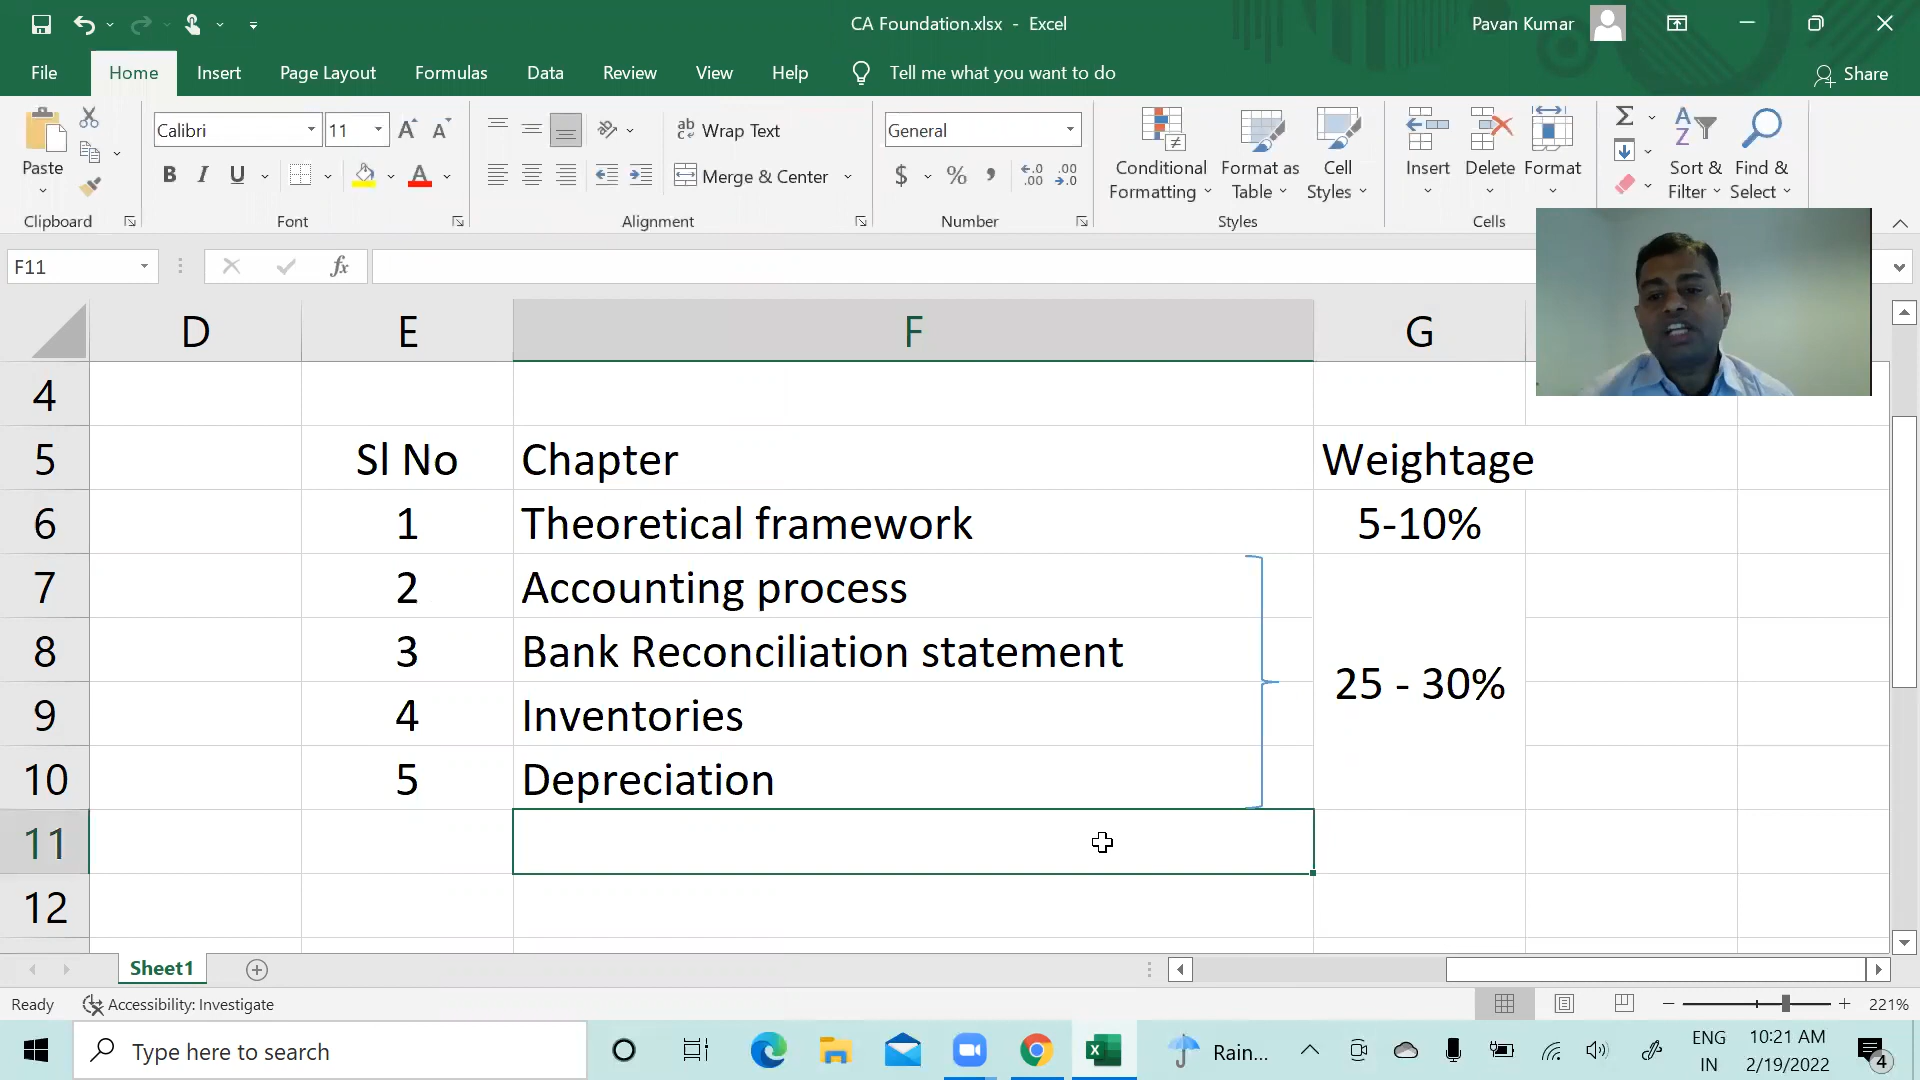 CA Foundation.xlsx - Excel
Pavan Kumar
File Home Insert Page Layout Formulas Data Review View Help Tell me what you want to do Share
Paste
Clipboard
Calibri 11
B I U
Font
Wrap Text
Merge & Center
Alignment
General
$ % ,
Number
Conditional Formatting
Format as Table
Cell Styles
Styles
Insert Delete Format
Cells
Sort & Filter
Find & Select
F11 fx
D E F G
4
5 Sl No Chapter Weightage
6 1 Theoretical framework 5-10%
7 2 Accounting process
8 3 Bank Reconciliation statement 25 - 30%
9 4 Inventories
10 5 Depreciation
11
12
Sheet1
Ready Accessibility: Investigate 221%
Type here to search
Rain...
ENG
IN
10:21 AM
2/19/2022
4